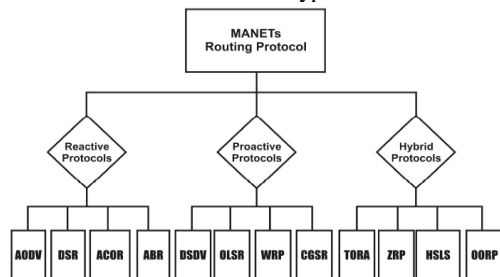 MANETs
Routing Protocol
Reactive
Protocols
Proactive
Protocols
Hybrid
Protocols
AODV
DSR
ACOR
ABR
DSDV
OLSR
WRP
CGSR
TORA
ZRP
HSLS
OORP